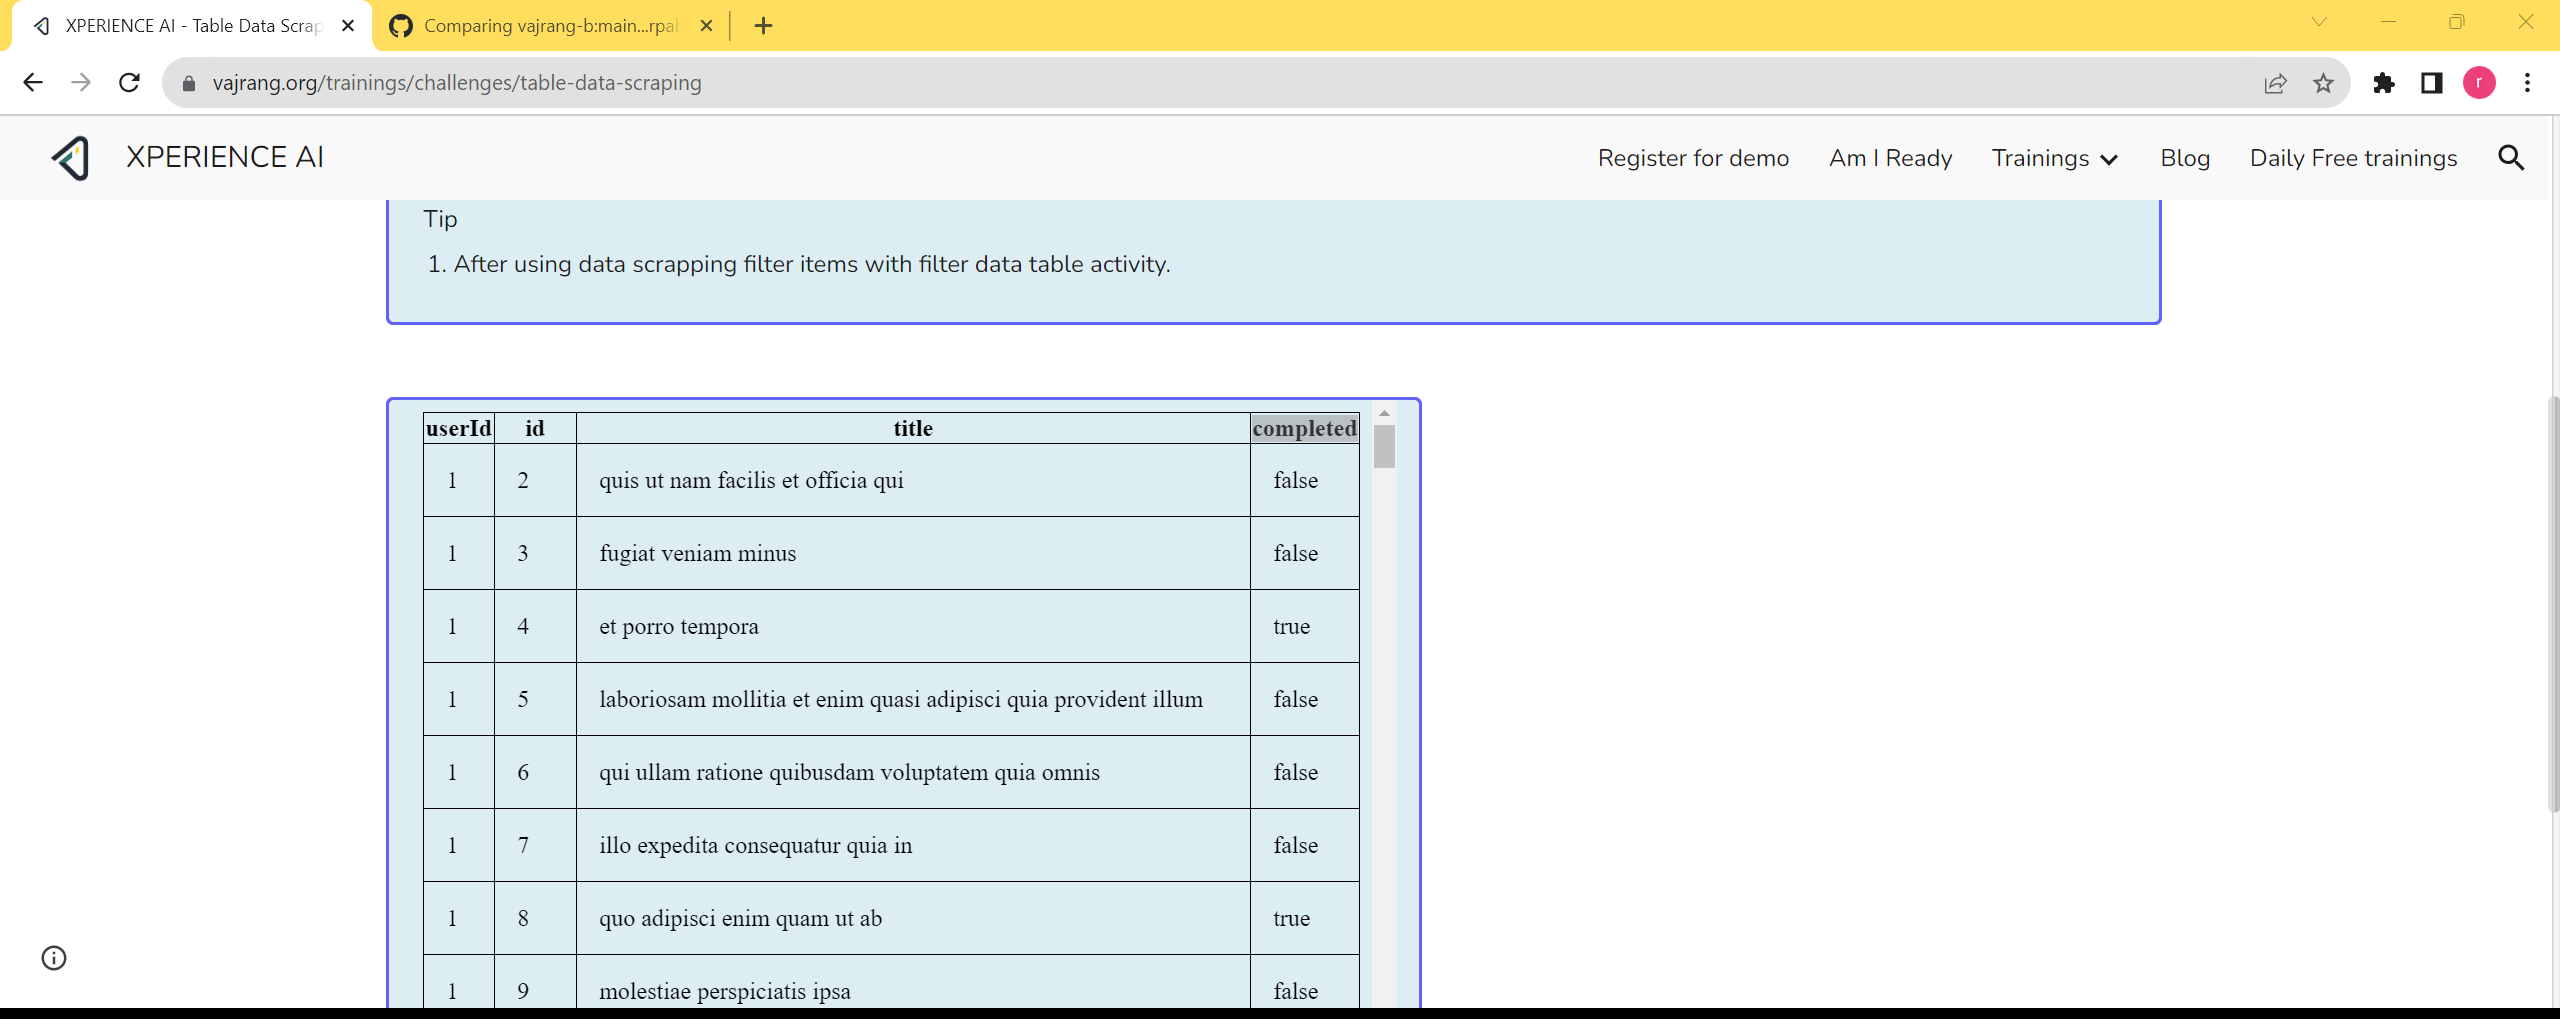 XPERIENCE AI - Table Data Scrap
Comparing vajrang-b:main...rpa
vajrang.org/trainings/challenges/table-data-scraping
r
XPERIENCE AI
Register for demo
Am I Ready
Trainings
Blog
Daily Free trainings
Tip
1. After using data scrapping filter items with filter data table activity.
userId id title completed
1 2 quis ut nam facilis et officia qui false
1 3 fugiat veniam minus false
1 4 et porro tempora true
1 5 laboriosam mollitia et enim quasi adipisci quia provident illum false
1 6 qui ullam ratione quibusdam voluptatem quia omnis false
1 7 illo expedita consequatur quia in false
1 8 quo adipisci enim quam ut ab true
1 9 molestiae perspiciatis ipsa false